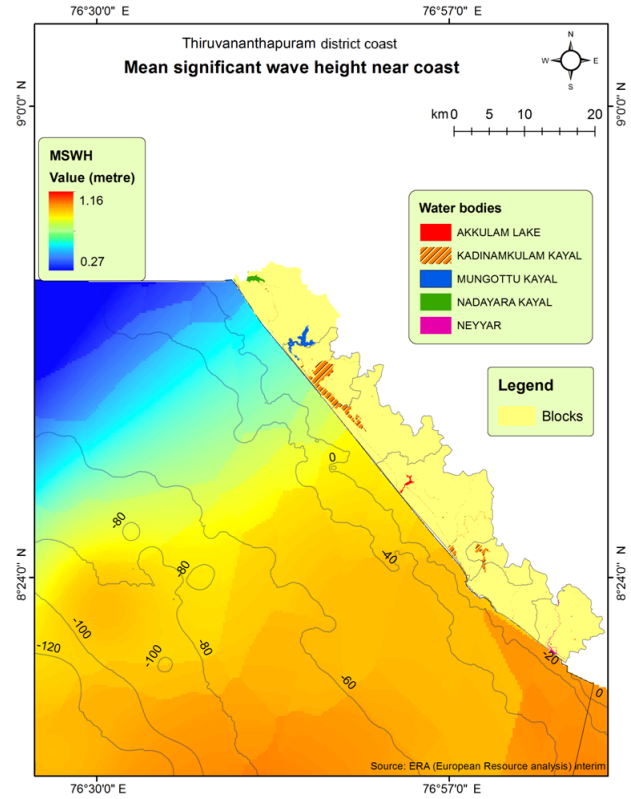 76°30'0" E
76°57'0" E
Thiruvananthapuram district coast
Mean significant wave height near coast
N
W
E
S
9°0'0" N
9°0'0" N
km 0 5 10 20
MSWH
Value (metre)
1.16
0.27
Water bodies
AKKULAM LAKE
KADINAMKULAM KAYAL
MUNGOTTU KAYAL
NADAYARA KAYAL
NEYYAR
Legend
Blocks
0
-80
-40
-80
8°24'0" N
8°24'0" N
-100
-120
-100
-80
-60
-20
0
Source: ERA (European Resource analysis) interim
76°30'0" E
76°57'0" E